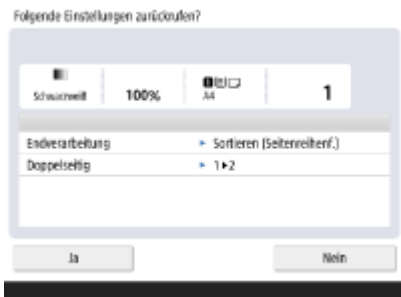 Folgende Einstellungen zurückrufen?
Schwarzweiß 100% A4 1
Endverarbeitung ► Sortieren (Seitenreihenf.)
Doppelseitig ► 1►2
Ja Nein